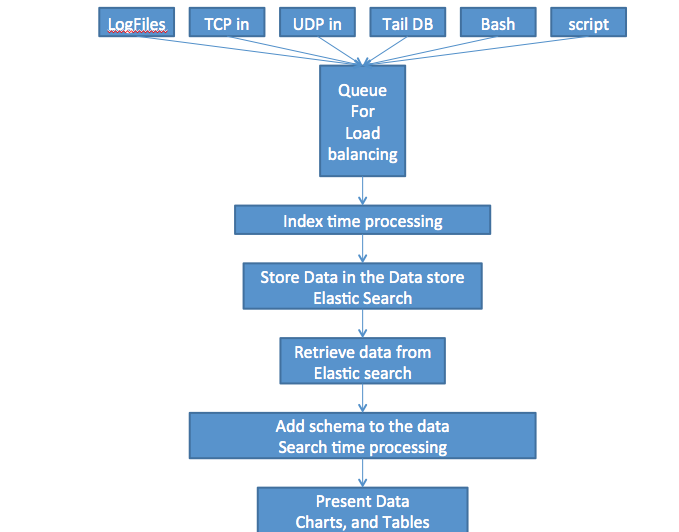 LogFiles
TCP in
UDP in
Tail DB
Bash
script
Queue
For
Load
balancing
Index time processing
Store Data in the Data store
Elastic Search
Retrieve data from
Elastic search
Add schema to the data
Search time processing
Present Data
Charts, and Tables